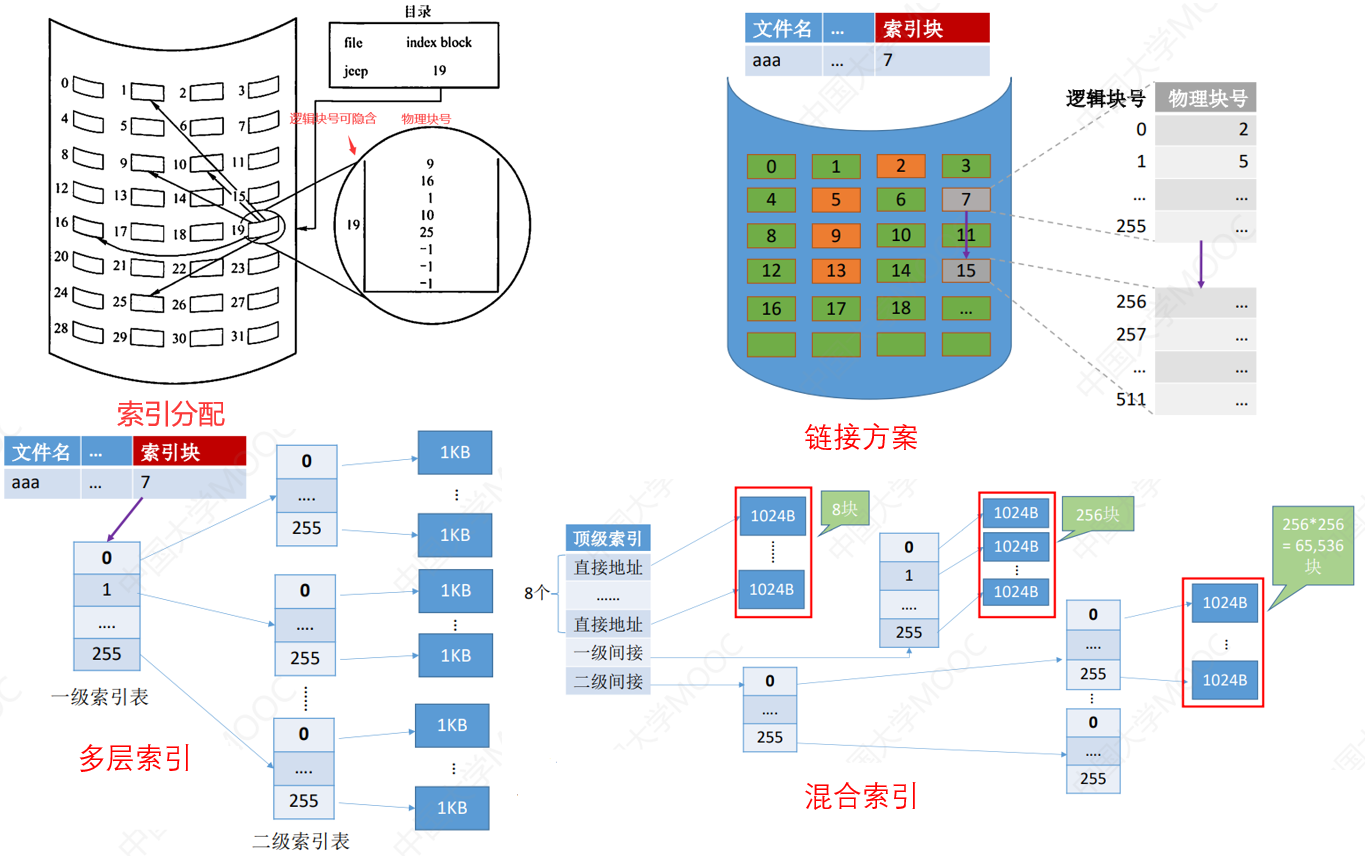 目录
file index block
jeep 19
0 1 2 3
4 5 6 7
8 9 10 11
12 13 14 15
16 17 18 19
20 21 22 23
24 25 26 27
28 29 30 31
逻辑块号可隐含 物理块号
19
9
16
1
10
25
-1
-1
-1
索引分配
文件名 ... 索引块
aaa ... 7
0 1 2 3
4 5 6 7
8 9 10 11
12 13 14 15
16 17 18 ...
逻辑块号 物理块号
0 2
1 5
... ...
255 ...
256 ...
257 ...
... ...
511 ...
链接方案
文件名 ... 索引块
aaa ... 7
0
1
....
255
一级索引表
0
....
255
0
....
255
0
....
255
二级索引表
1KB
1KB
1KB
1KB
1KB
1KB
多层索引
顶级索引
8个
直接地址
......
直接地址
一级间接
二级间接
1024B
1024B
8块
0
1
....
255
1024B
1024B
1024B
256块
0
....
255
0
....
255
0
....
255
1024B
1024B
256*256
= 65,536
块
混合索引
中国大学MOOC